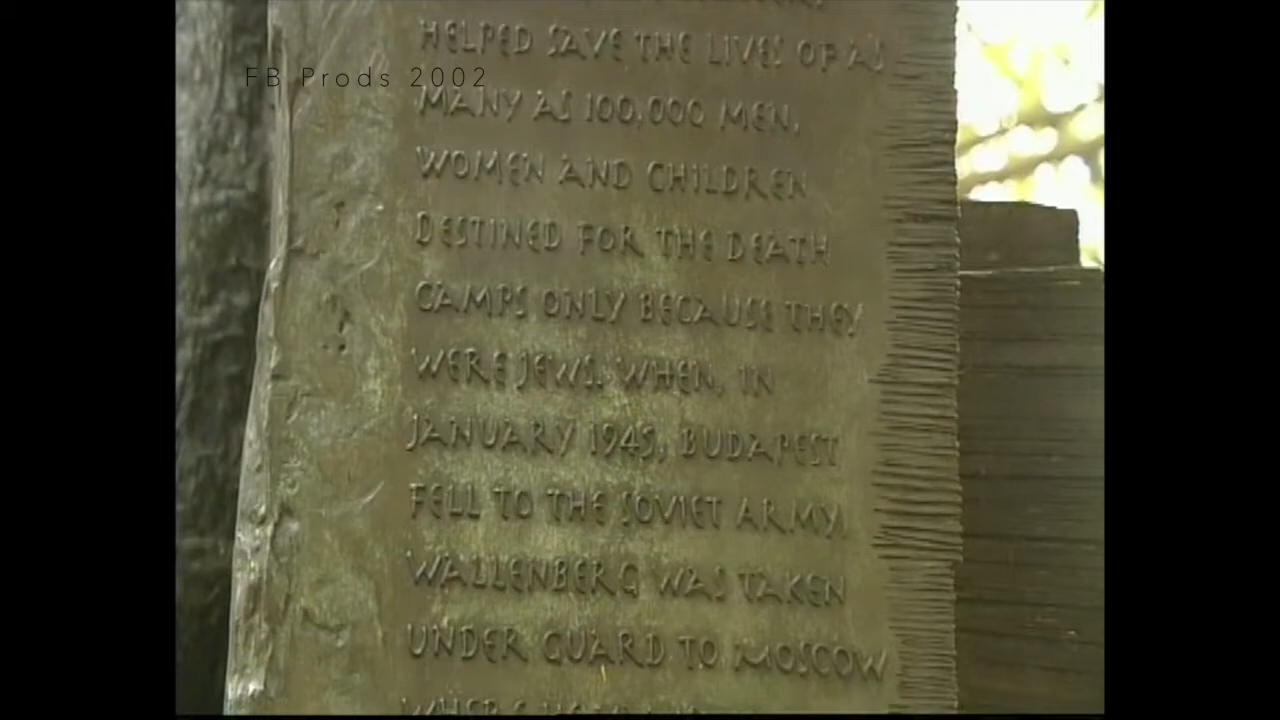 HELPED SAVE THE LIVES OF AS
FB Prods 2002
MANY AS 100,000 MEN,
WOMEN AND CHILDREN
DESTINED FOR THE DEATH
CAMPS ONLY BECAUSE THEY
WERE JEWS. WHEN, IN
JANUARY 1945, BUDAPEST
FELL TO THE SOVIET ARMY,
WALLENBERG WAS TAKEN
UNDER GUARD TO MOSCOW